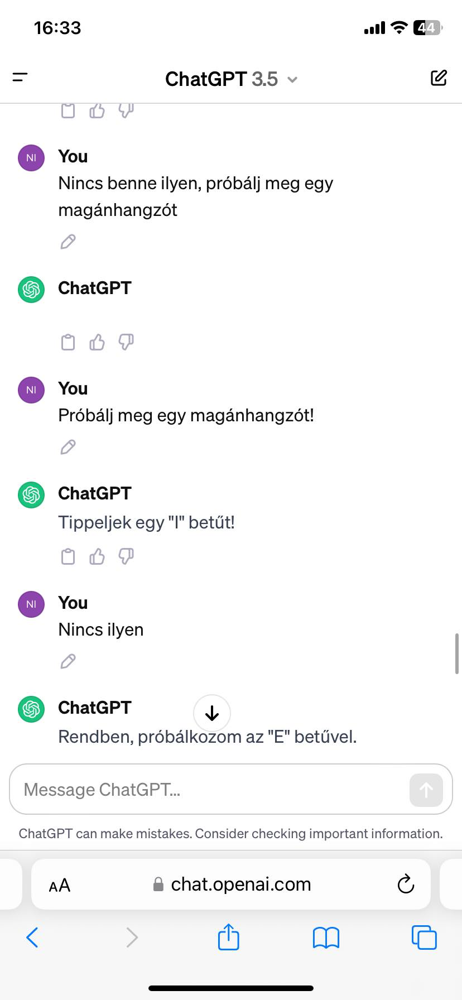 16:33
44
ChatGPT 3.5
NI
You
Nincs benne ilyen, próbálj meg egy
magánhangzót
ChatGPT
NI
You
Próbálj meg egy magánhangzót!
ChatGPT
Tippeljek egy "I" betűt!
NI
You
Nincs ilyen
ChatGPT
Rendben, próbálkozom az "E" betűvel.
Message ChatGPT...
ChatGPT can make mistakes. Consider checking important information.
AA
chat.openai.com